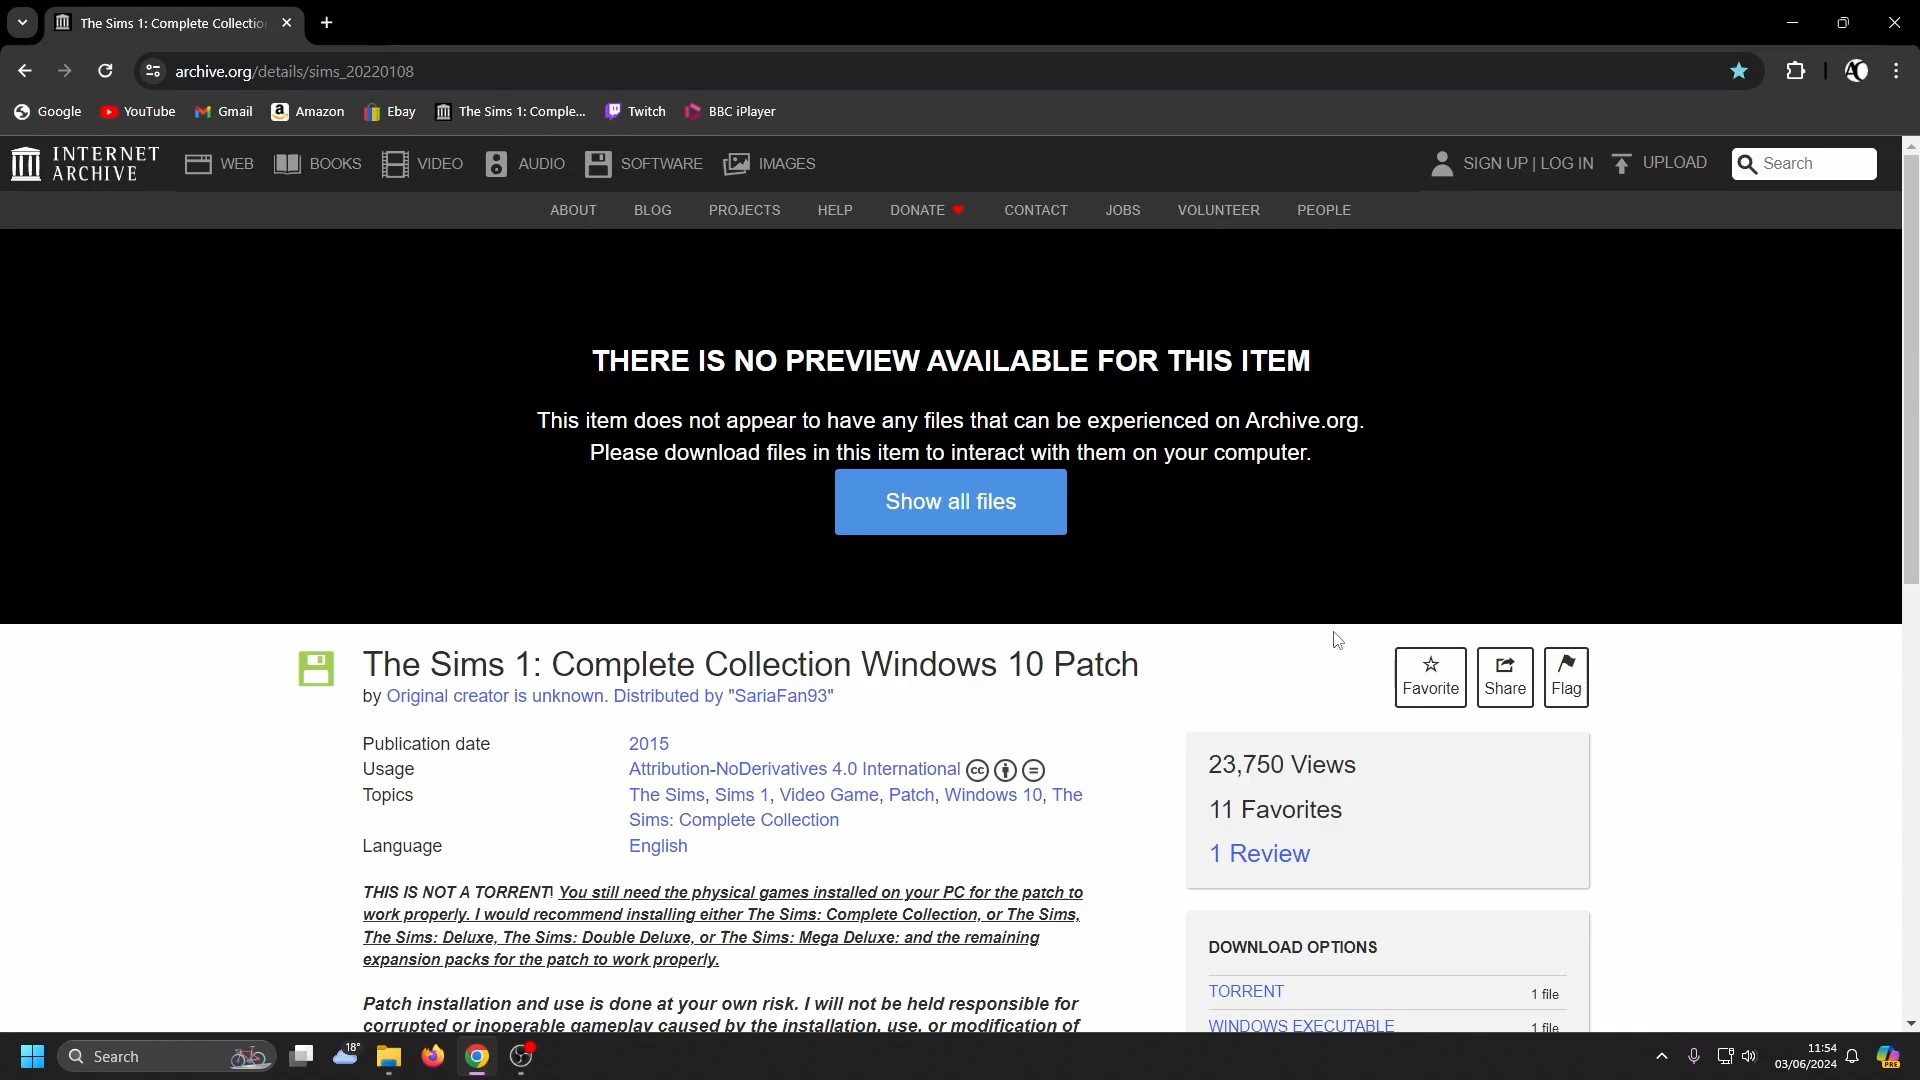 The Sims 1: Complete Collectio
archive.org/details/sims_20220108
Google YouTube Gmail Amazon Ebay The Sims 1: Comple... Twitch BBC iPlayer
INTERNET ARCHIVE WEB BOOKS VIDEO AUDIO SOFTWARE IMAGES SIGN UP | LOG IN UPLOAD Search
ABOUT BLOG PROJECTS HELP DONATE CONTACT JOBS VOLUNTEER PEOPLE
THERE IS NO PREVIEW AVAILABLE FOR THIS ITEM
This item does not appear to have any files that can be experienced on Archive.org.
Please download files in this item to interact with them on your computer.
Show all files
The Sims 1: Complete Collection Windows 10 Patch
by Original creator is unknown. Distributed by "SariaFan93"
Favorite Share Flag
Publication date 2015
Usage Attribution-NoDerivatives 4.0 International cc
Topics The Sims, Sims 1, Video Game, Patch, Windows 10, The
Sims: Complete Collection
Language English
THIS IS NOT A TORRENT! You still need the physical games installed on your PC for the patch to
work properly. I would recommend installing either The Sims: Complete Collection, or The Sims,
The Sims: Deluxe, The Sims: Double Deluxe, or The Sims: Mega Deluxe: and the remaining
expansion packs for the patch to work properly.
Patch installation and use is done at your own risk. I will not be held responsible for
corrupted or inoperable gameplay caused by the installation, use, or modification of
23,750 Views
11 Favorites
1 Review
DOWNLOAD OPTIONS
TORRENT 1 file
WINDOWS EXECUTABLE 1 file
Search 18° 11:54
03/06/2024
PRE